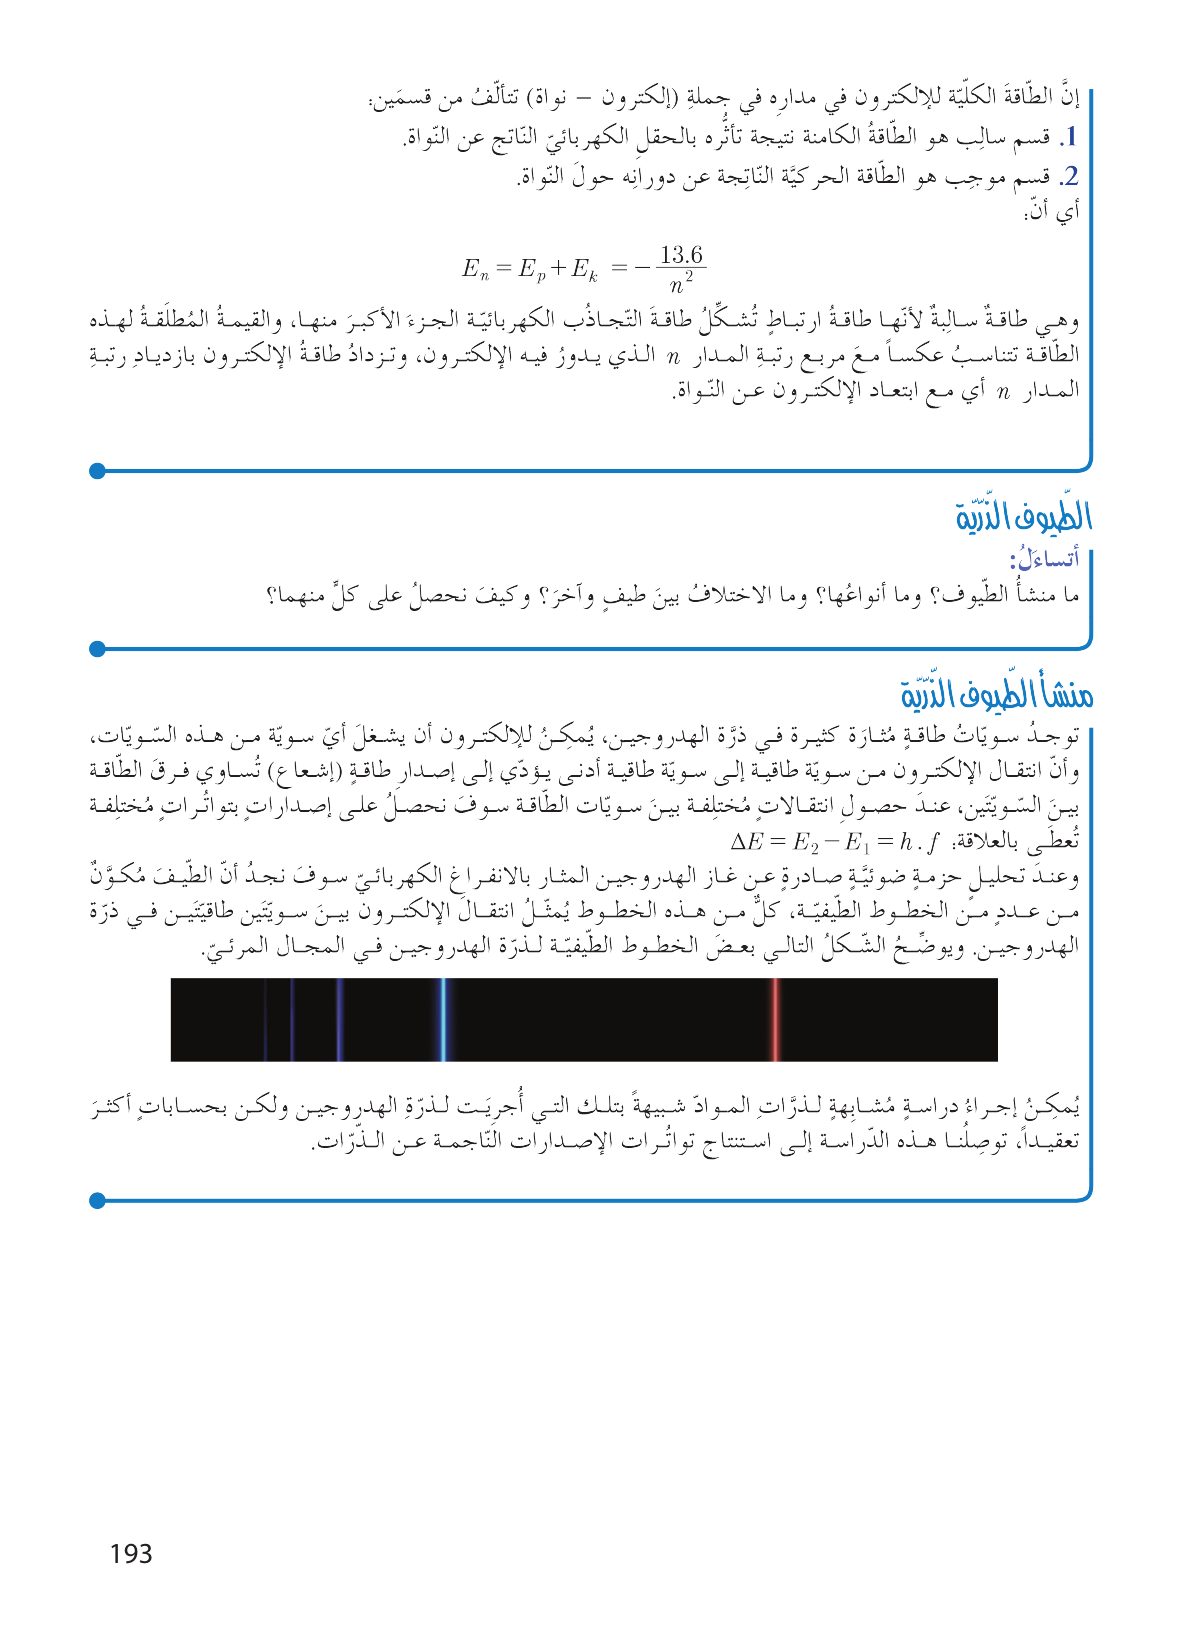 إنَّ الطّاقةَ الكليّة للإلكترون في مدارِه في جملةِ (إلكترون – نواة) تتألّفُ من قسمَين:
1. قسم سالِب هو الطّاقةُ الكامنة نتيجة تأثُّره بالحقلِ الكهربائيّ النّاتج عن النّواة.
2. قسم موجِب هو الطّاقة الحركيَّة النّاتِجة عن دورانِه حولَ النّواة.
أي أنّ:
$E_n = E_p + E_k = -\frac{13.6}{n^2}$
وهي طاقةٌ سالِبةٌ لأنّها طاقةُ ارتباطٍ تُشكِّلُ طاقةَ التّجاذُب الكهربائيّة الجزءَ الأكبرَ منها، والقيمةُ المُطلَقةُ لهذه
الطّاقة تتناسبُ عكساً معَ مربع رتبةِ المدار n الذي يدورُ فيه الإلكترون، وتزدادُ طاقةُ الإلكترون بازديادِ رتبةِ
المدار n أي مع ابتعاد الإلكترون عن النّواة.
الطّيوف الذّرّيّة
أتساءَلُ:
ما منشأُ الطّيوف؟ وما أنواعُها؟ وما الاختلافُ بينَ طيفٍ وآخرَ؟ وكيفَ نحصلُ على كلٍّ منهما؟
منشأ الطّيوف الذّرّيّة
توجدُ سويّاتُ طاقةٍ مُثارَة كثيرة في ذرَّة الهدروجين، يُمكِنُ للإلكترون أن يشغلَ أيّ سويّة من هذه السّويّات،
وأنّ انتقال الإلكترون من سويّة طاقية إلى سويّة طاقية أدنى يؤدّي إلى إصدارِ طاقةٍ (إشعاع) تُساوي فرقَ الطّاقة
بينَ السّويّتَين، عندَ حصولِ انتقالاتٍ مُختلِفة بينَ سويّات الطّاقة سوفَ نحصلُ على إصداراتٍ بتواتُراتٍ مُختلِفة
تُعطَى بالعلاقة: $\Delta E = E_2 - E_1 = h . f$
وعندَ تحليلِ حزمةٍ ضوئيَّةٍ صادرةٍ عن غاز الهدروجين المثار بالانفراغِ الكهربائيّ سوفَ نجدُ أنّ الطّيفَ مُكوَّنٌ
من عددٍ من الخطوط الطّيفيّة، كلٌّ من هذه الخطوط يُمثّلُ انتقالَ الإلكترون بينَ سويّتَين طاقيّتَين في ذرّة
الهدروجين. ويوضِّحُ الشّكلُ التالي بعضَ الخطوط الطّيفيّة لذرّة الهدروجين في المجال المرئيّ.
يُمكِنُ إجراءُ دراسةٍ مُشابِهةٍ لذرَّاتِ الموادّ شبيهةً بتلك التي أُجرِيَت لذرّةِ الهدروجين ولكن بحساباتٍ أكثرَ
تعقيداً، توصِلُنا هذه الدّراسة إلى استنتاج تواتُرات الإصدارات النّاجمة عن الذّرّات.
193